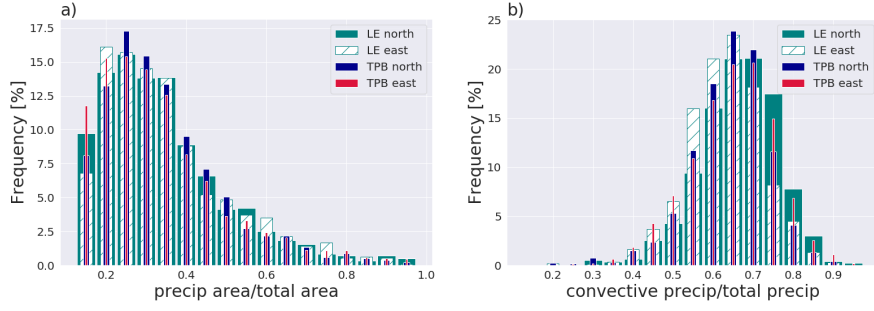 a)
17.5
15.0
12.5
10.0
7.5
5.0
2.5
0.0
0.2
0.4
0.6
0.8
1.0
Frequency [%]
precip area/total area
LE north
LE east
TPB north
TPB east
b)
25
20
15
10
5
0
0.2
0.3
0.4
0.5
0.6
0.7
0.8
0.9
Frequency [%]
convective precip/total precip
LE north
LE east
TPB north
TPB east